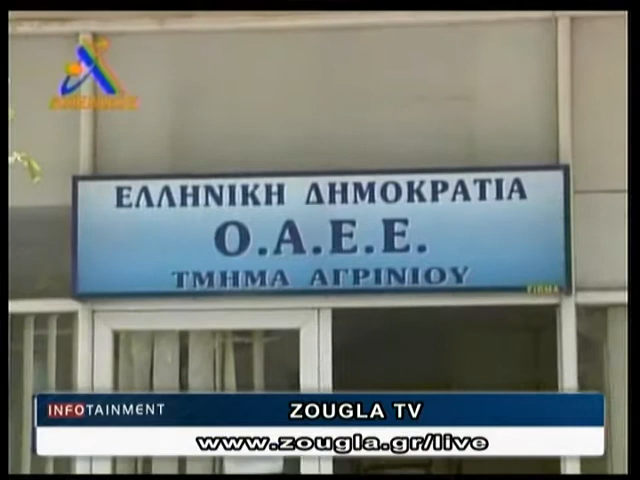 ΕΛΛΗΝΙΚΗ ΔΗΜΟΚΡΑΤΙΑ
Ο.Α.Ε.Ε.
ΤΜΗΜΑ ΑΓΡΙΝΙΟΥ
INFOTAINMENT
ZOUGLA TV
www.zougla.gr/live